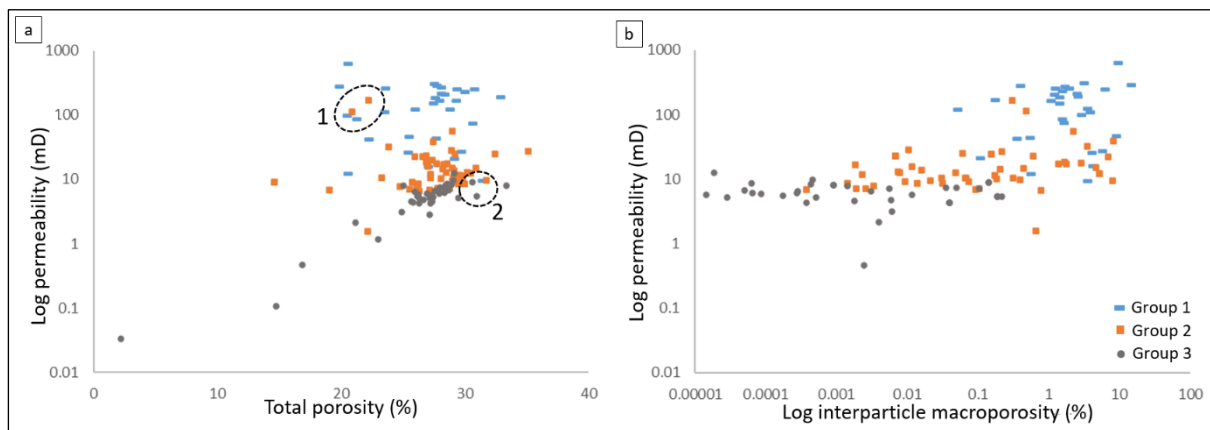 a
Log permeability (mD)
1000
100
10
1
0.1
0.01
0
20
30
40
Total porosity (%)
1
2
b
Log permeability (mD)
1000
100
10
1
0.1
0.01
0.00001
0.0001
0.001
0.01
0.1
1
10
100
Log interparticle macroporosity (%)
Group 1
Group 2
Group 3